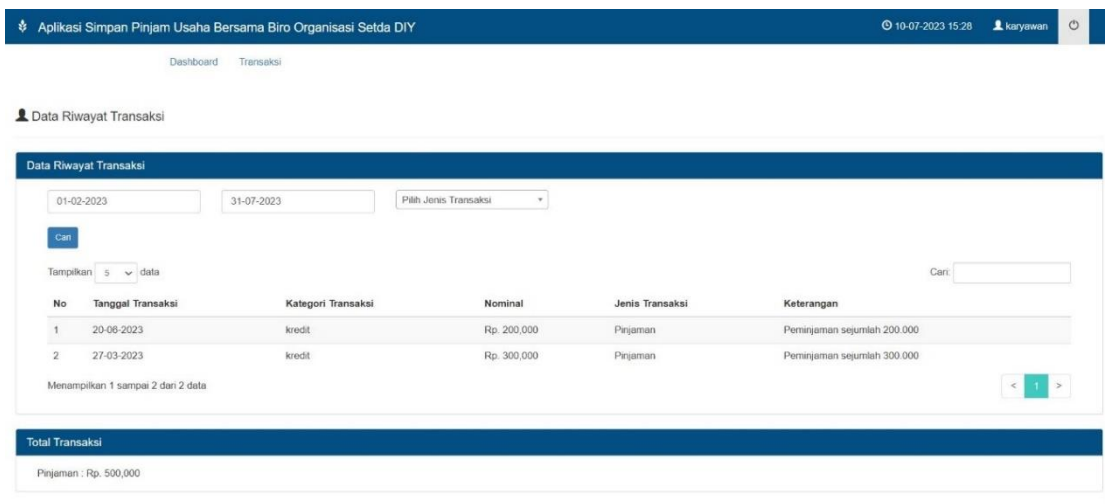 Aplikasi Simpan Pinjam Usaha Bersama Biro Organisasi Setda DIY 10-07-2023 15:28 karyawan
Dashboard Transaksi
Data Riwayat Transaksi
Data Riwayat Transaksi
01-02-2023 31-07-2023 Pilih Jenis Transaksi
Cari
Tampilkan 5 data Cari:
No Tanggal Transaksi Kategori Transaksi Nominal Jenis Transaksi Keterangan
1 20-06-2023 kredit Rp. 200,000 Pinjaman Peminjaman sejumlah 200.000
2 27-03-2023 kredit Rp. 300,000 Pinjaman Peminjaman sejumlah 300.000
Menampilkan 1 sampai 2 dari 2 data < 1 >
Total Transaksi
Pinjaman : Rp. 500,000